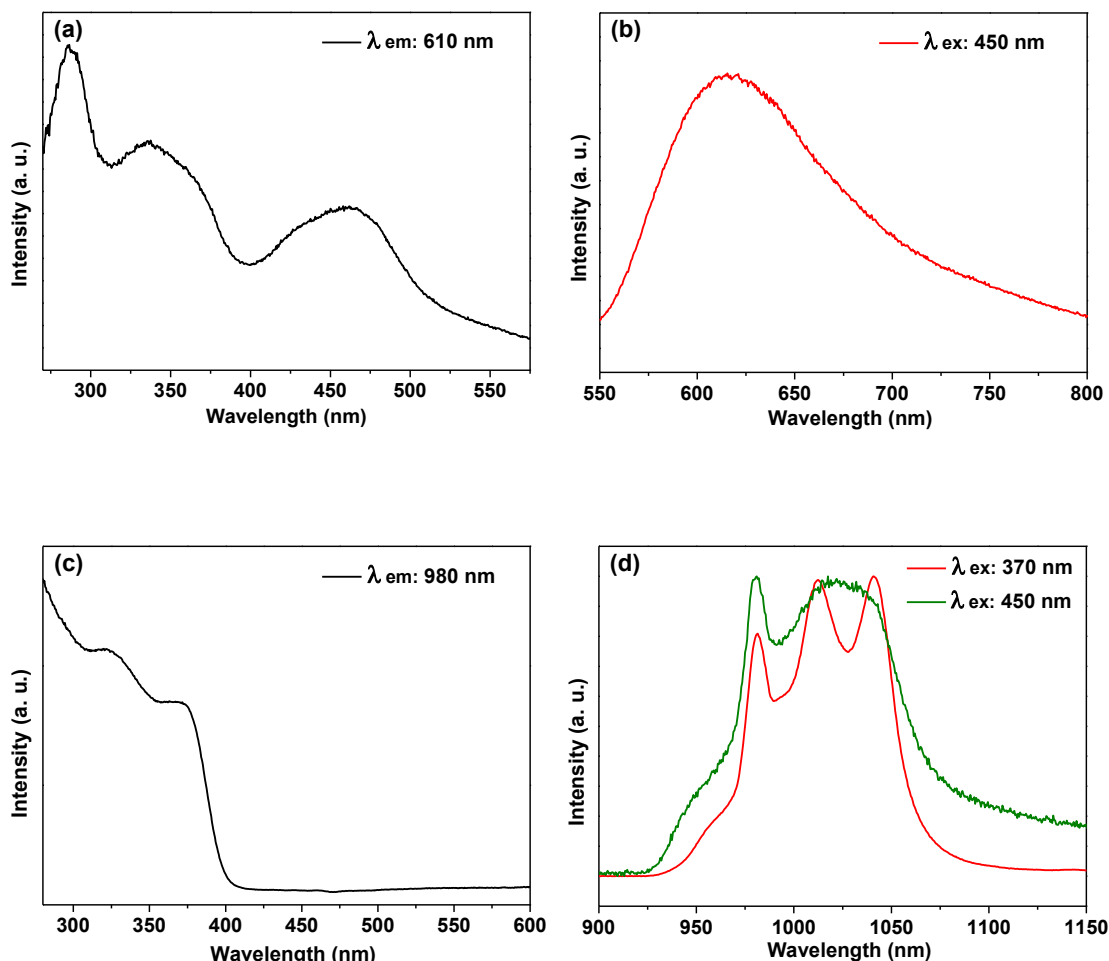 (a)
λ em: 610 nm
Intensity (a. u.)
300 350 400 450 500 550
Wavelength (nm)
(b)
λ ex: 450 nm
Intensity (a. u.)
550 600 650 700 750 800
Wavelength (nm)
(c)
λ em: 980 nm
Intensity (a. u.)
300 350 400 450 500 550 600
Wavelength (nm)
(d)
λ ex: 370 nm
λ ex: 450 nm
Intensity (a. u.)
900 950 1000 1050 1100 1150
Wavelength (nm)